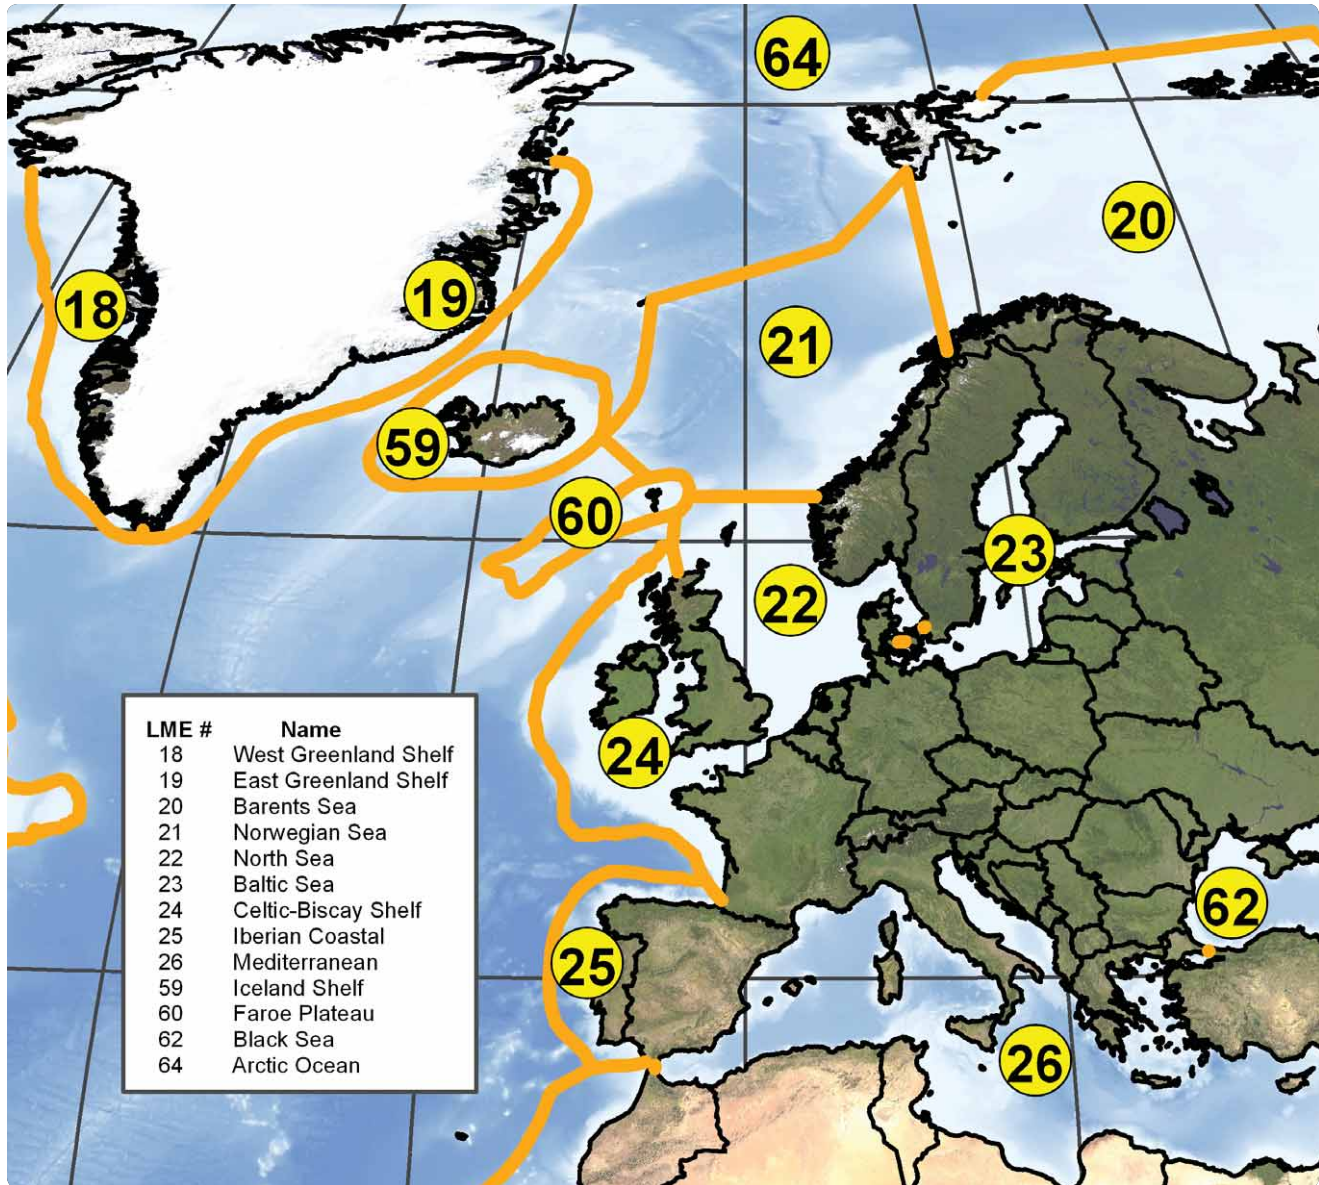 64
20
18
19
21
59
60
23
22
24
62
25
26
LME # Name
18 West Greenland Shelf
19 East Greenland Shelf
20 Barents Sea
21 Norwegian Sea
22 North Sea
23 Baltic Sea
24 Celtic-Biscay Shelf
25 Iberian Coastal
26 Mediterranean
59 Iceland Shelf
60 Faroe Plateau
62 Black Sea
64 Arctic Ocean